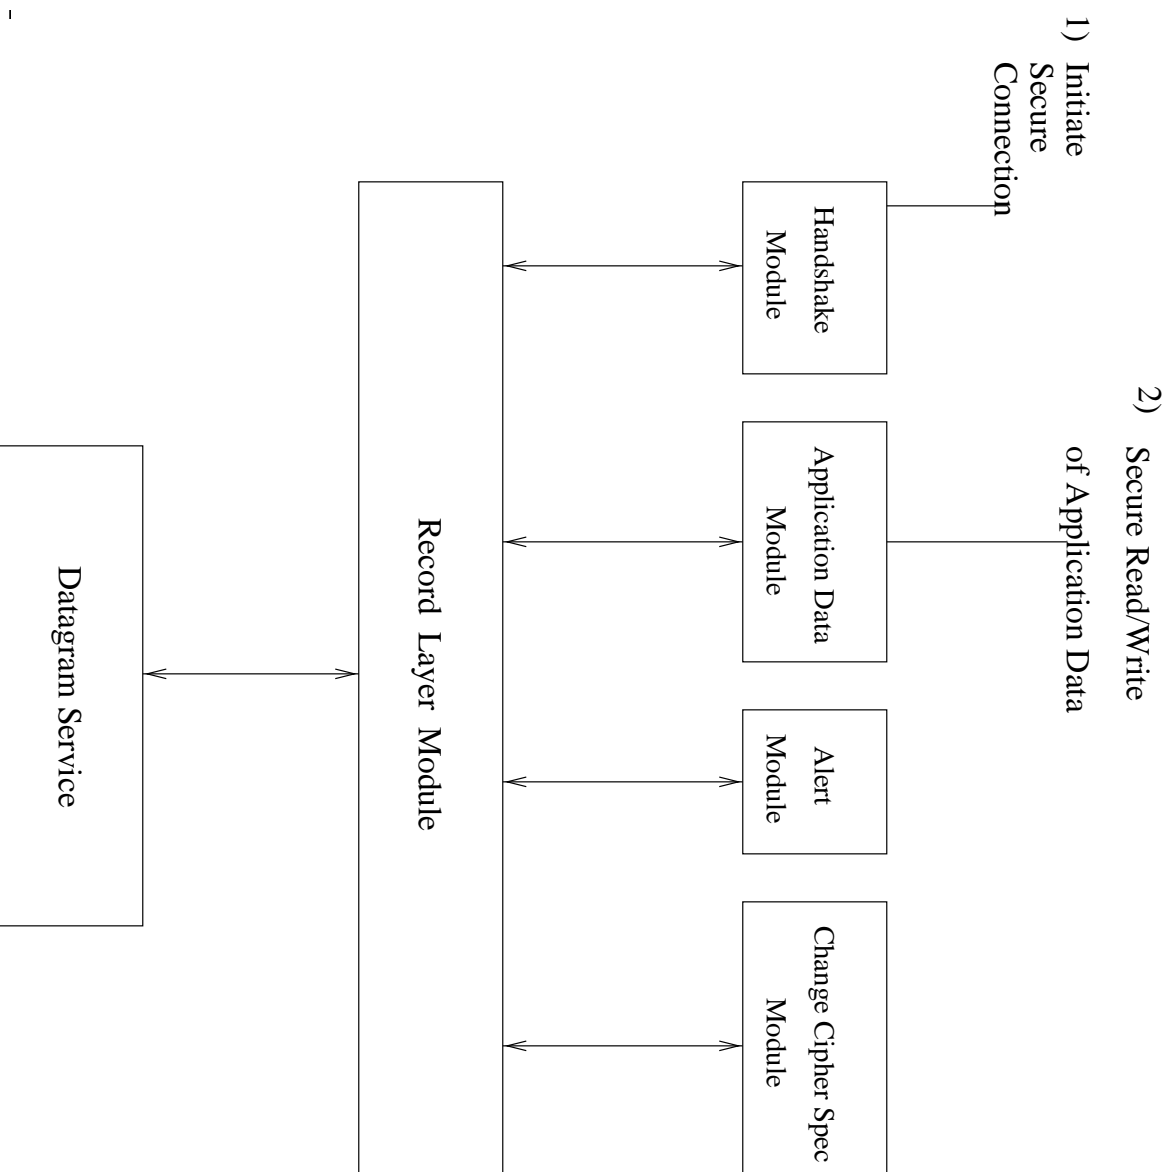 1) Initiate
Secure
Connection
2) Secure Read/Write
of Application Data
Handshake
Module
Application Data
Module
Alert
Module
Change Cipher Spec
Module
Record Layer Module
Datagram Service